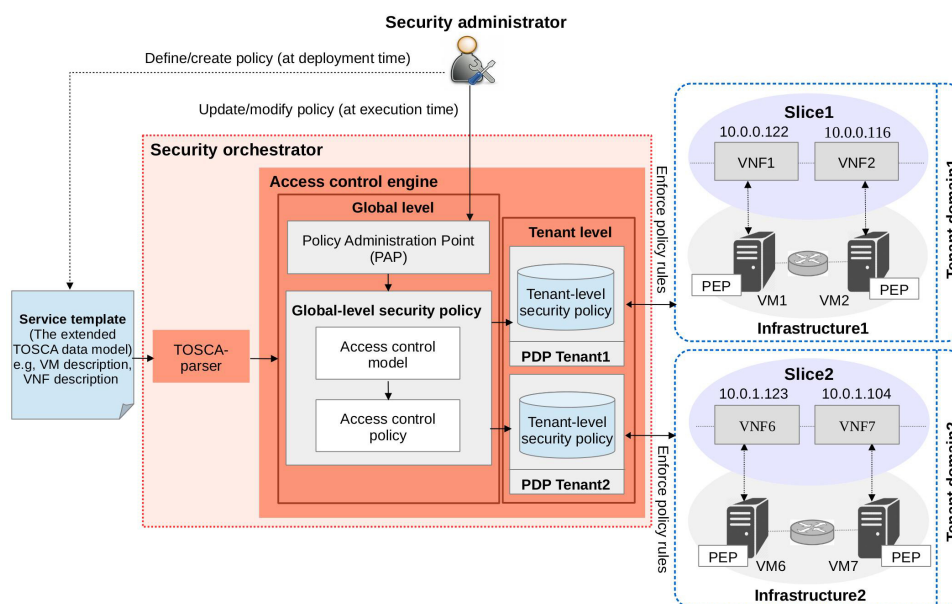 Security administrator
Define/create policy (at deployment time)
Update/modify policy (at execution time)
Security orchestrator
Access control engine
Global level
Policy Administration Point
(PAP)
Global-level security policy
Access control
model
Access control
policy
Service template
(The extended
TOSCA data model)
e.g, VM description,
VNF description
TOSCA-
parser
Tenant level
Tenant-level
security policy
PDP Tenant1
Tenant-level
security policy
PDP Tenant2
Enforce policy rules
Enforce policy rules
Slice1
10.0.0.122
10.0.0.116
VNF1
VNF2
PEP
VM1
VM2
PEP
Infrastructure1
Tenant domain1
Slice2
10.0.1.123
10.0.1.104
VNF6
VNF7
PEP
VM6
VM7
PEP
Infrastructure2
Tenant domain2